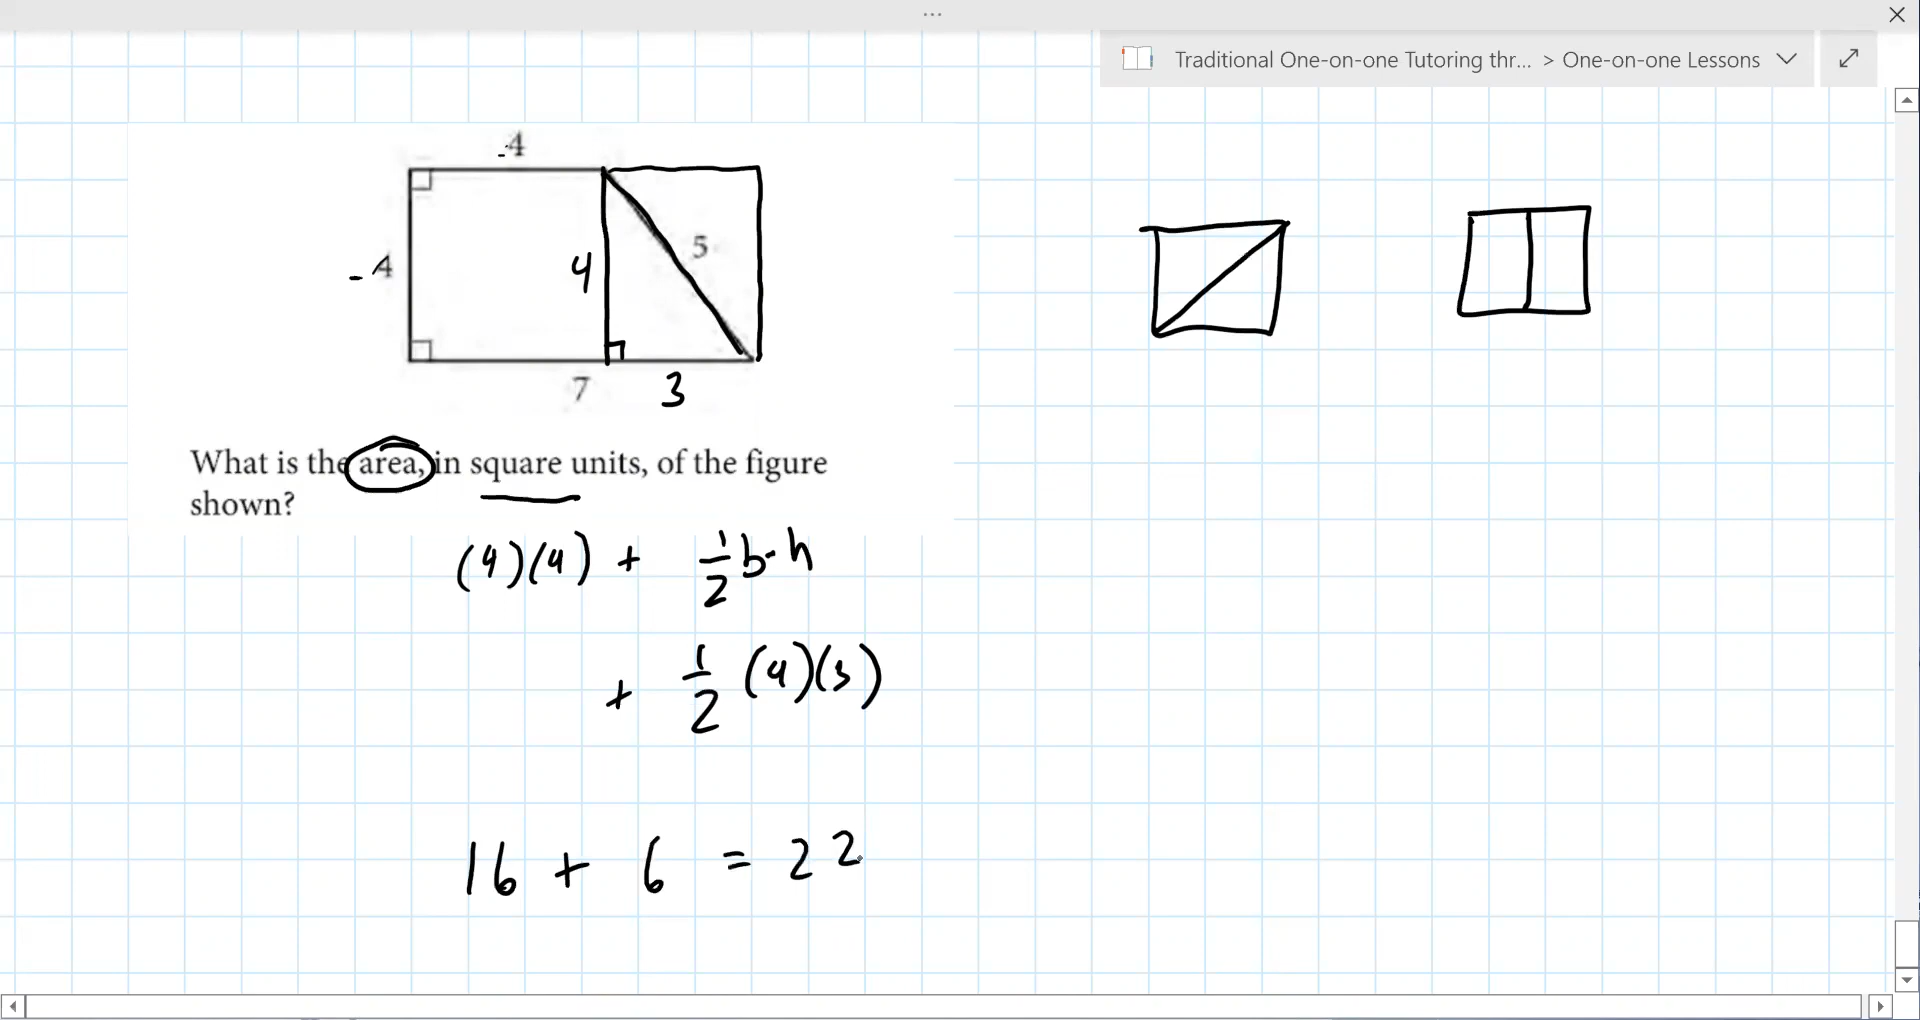 ...
Traditional One-on-one Tutoring thr... > One-on-one Lessons
-4
-4
4
5
7
3
What is the area, in square units, of the figure
shown?
(4)(4) + 1/2 b·h
+ 1/2 (4)(3)
16 + 6 = 22